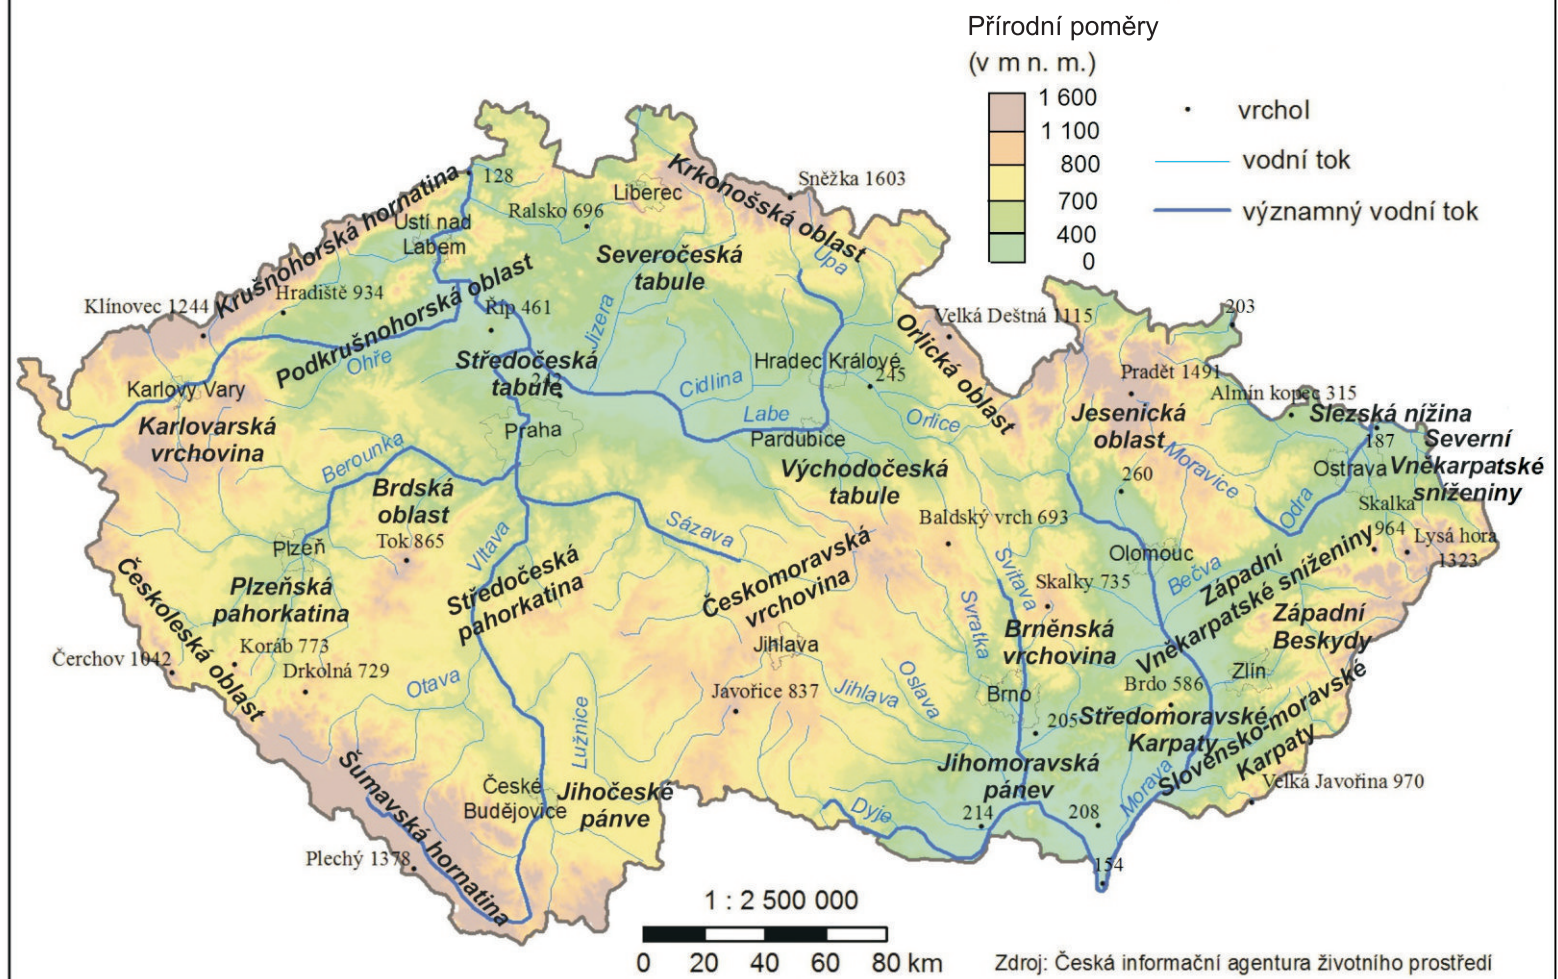 Přírodní poměry
(v m n. m.)
1 600
1 100
800
700
400
0
vrchol
vodní tok
významný vodní tok
128
Krkonošská oblast
Sněžka 1603
Liberec
Ralsko 696
Krušnohorská hornatina
Ústí nad
Labem
Severočeská
tabule
Úpa
Hradiště 934
Klínovec 1244
Podkrušnohorská oblast
Řip 461
Jizera
Velká Deštná 1115
203
Orlická oblast
Ohře
Středočeská
tabule
Hradec Králové
245
Cidlina
Karlovy Vary
Pradět 1491
Almín kopec 315
Labe
Orlice
Jesenická
oblast
Slezská nížina
187
Karlovarská
vrchovina
Praha
Pardubice
Severní
Vněkarpatské
sníženiny
Berounka
Východočeská
tabule
Moravice
Ostrava
260
Brdská
oblast
Tok 865
Skalka
964
Odra
Baldský vrch 693
Sázava
Lysá hora
1323
Plzeň
Vltava
Olomouc
Českomoravská
vrchovina
Středočeská
pahorkatina
Svitava
Skalky 735
Bečva
Západní
Vněkarpatské sníženiny
Plzeňská
pahorkatina
Českoleská oblast
Svratka
Západní
Beskydy
Brněnská
vrchovina
Koráb 773
Čerchov 1042
Drkolná 729
Jihlava
Zlín
Otava
Javořice 837
Jihlava
Oslava
Brno
Brdo 586
205
Středomoravské
Karpaty
Slovensko-moravské
Karpaty
Lužnice
Jihomoravská
pánev
Šumavská hornatina
České
Budějovice
Jihočeské
pánve
Velká Javořina 970
Morava
Dyje
214
208
Plechý 1378
154
1 : 2 500 000
0 20 40 60 80 km
Zdroj: Česká informační agentura životního prostředí